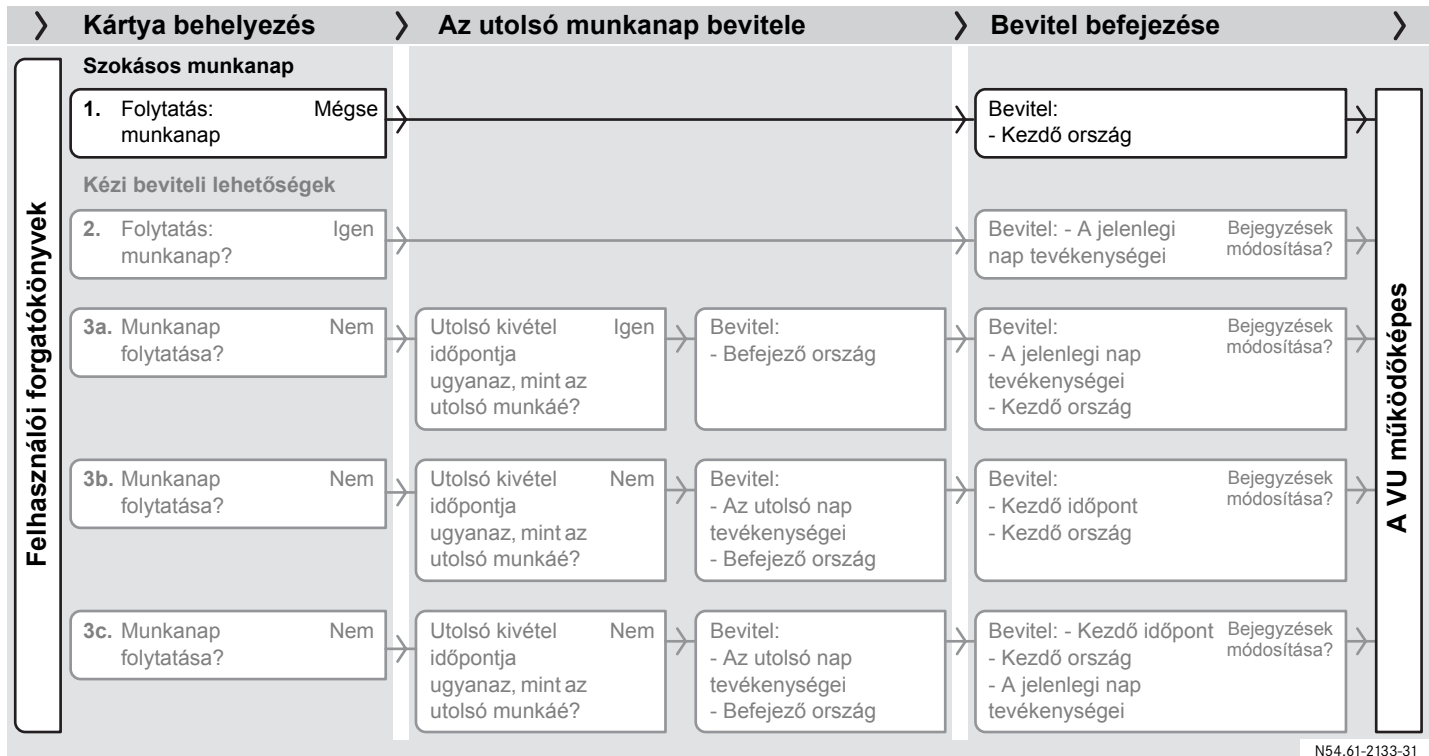 Kártya behelyezés
Az utolsó munkanap bevitele
Bevitel befejezése
Felhasználói forgatókönyvek
Szokásos munkanap
1. Folytatás: Mégse
munkanap
Bevitel:
- Kezdő ország
Kézi beviteli lehetőségek
2. Folytatás: Igen
munkanap?
Bevitel: - A jelenlegi
nap tevékenységei
Bejegyzések
módosítása?
3a. Munkanap Nem
folytatása?
Utolsó kivétel Igen
időpontja
ugyanaz, mint az
utolsó munkáé?
Bevitel:
- Befejező ország
Bevitel:
- A jelenlegi nap
tevékenységei
- Kezdő ország
Bejegyzések
módosítása?
3b. Munkanap Nem
folytatása?
Utolsó kivétel Nem
időpontja
ugyanaz, mint az
utolsó munkáé?
Bevitel:
- Az utolsó nap
tevékenységei
- Befejező ország
Bevitel:
- Kezdő időpont
- Kezdő ország
Bejegyzések
módosítása?
3c. Munkanap Nem
folytatása?
Utolsó kivétel Nem
időpontja
ugyanaz, mint az
utolsó munkáé?
Bevitel:
- Az utolsó nap
tevékenységei
- Befejező ország
Bevitel: - Kezdő időpont
- Kezdő ország
- A jelenlegi nap
tevékenységei
Bejegyzések
módosítása?
A VU működőképes
N54.61-2133-31